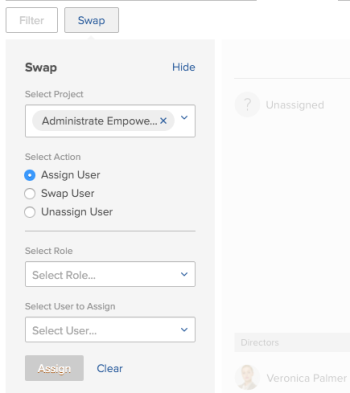 Filter
Swap
Swap
Hide
Select Project
Administrate Empowe... ×
Select Action
Assign User
Swap User
Unassign User
Select Role
Select Role...
Select User to Assign
Select User...
Assign
Clear
?
Unassigned
Directors
Veronica Palmer